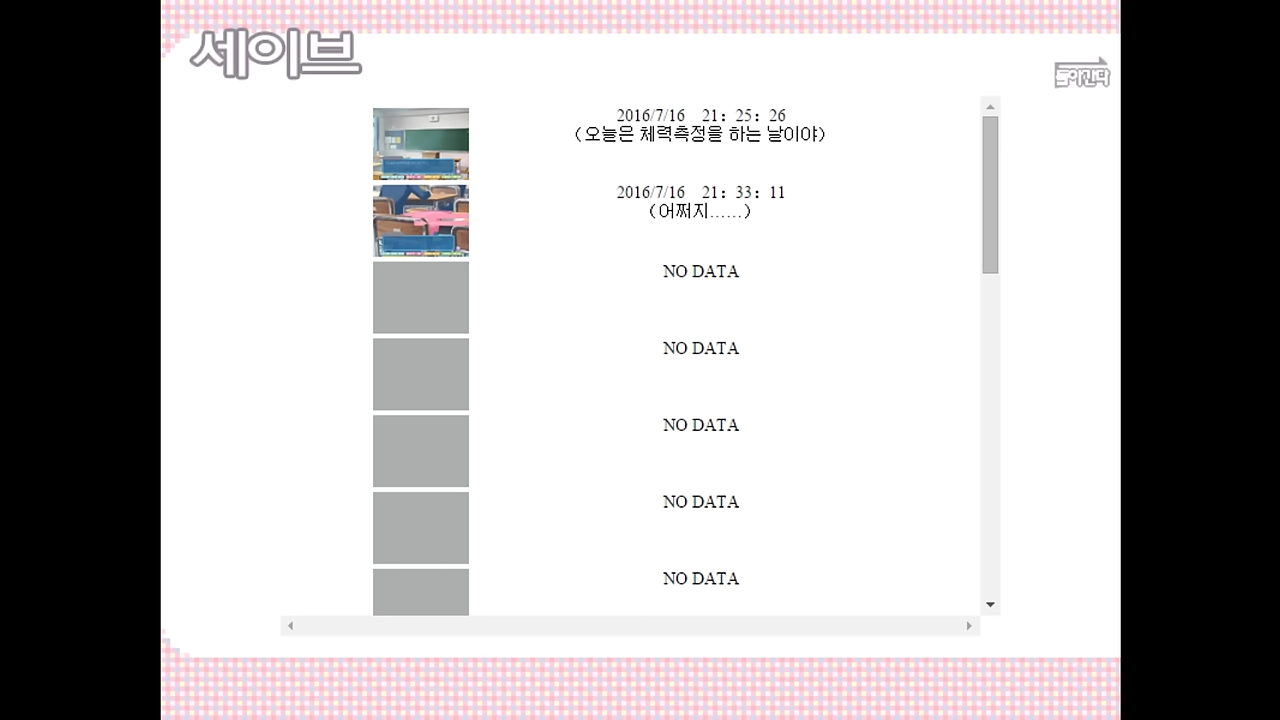 세이브
돌아간다
2016/7/16 21：25：26
(오늘은 체력측정을 하는 날이야)
2016/7/16 21：33：11
(어쩌지……)
NO DATA
NO DATA
NO DATA
NO DATA
NO DATA